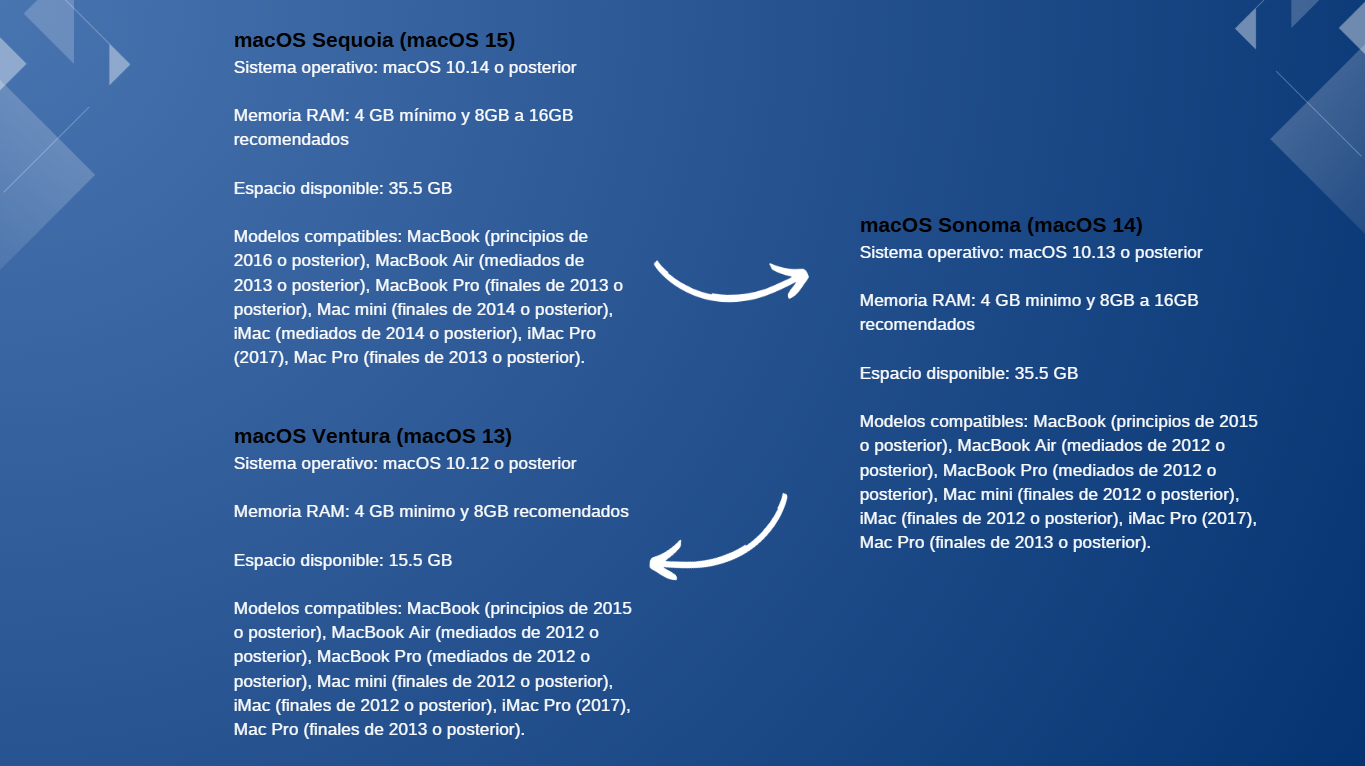 macOS Sequoia (macOS 15)
Sistema operativo: macOS 10.14 o posterior
Memoria RAM: 4 GB mínimo y 8GB a 16GB
recomendados
Espacio disponible: 35.5 GB
Modelos compatibles: MacBook (principios de
2016 o posterior), MacBook Air (mediados de
2013 o posterior), MacBook Pro (finales de 2013 o
posterior), Mac mini (finales de 2014 o posterior),
iMac (mediados de 2014 o posterior), iMac Pro
(2017), Mac Pro (finales de 2013 o posterior).
macOS Sonoma (macOS 14)
Sistema operativo: macOS 10.13 o posterior
Memoria RAM: 4 GB minimo y 8GB a 16GB
recomendados
Espacio disponible: 35.5 GB
Modelos compatibles: MacBook (principios de 2015
o posterior), MacBook Air (mediados de 2012 o
posterior), MacBook Pro (mediados de 2012 o
posterior), Mac mini (finales de 2012 o posterior),
iMac (finales de 2012 o posterior), iMac Pro (2017),
Mac Pro (finales de 2013 o posterior).
macOS Ventura (macOS 13)
Sistema operativo: macOS 10.12 o posterior
Memoria RAM: 4 GB minimo y 8GB recomendados
Espacio disponible: 15.5 GB
Modelos compatibles: MacBook (principios de 2015
o posterior), MacBook Air (mediados de 2012 o
posterior), MacBook Pro (mediados de 2012 o
posterior), Mac mini (finales de 2012 o posterior),
iMac (finales de 2012 o posterior), iMac Pro (2017),
Mac Pro (finales de 2013 o posterior).